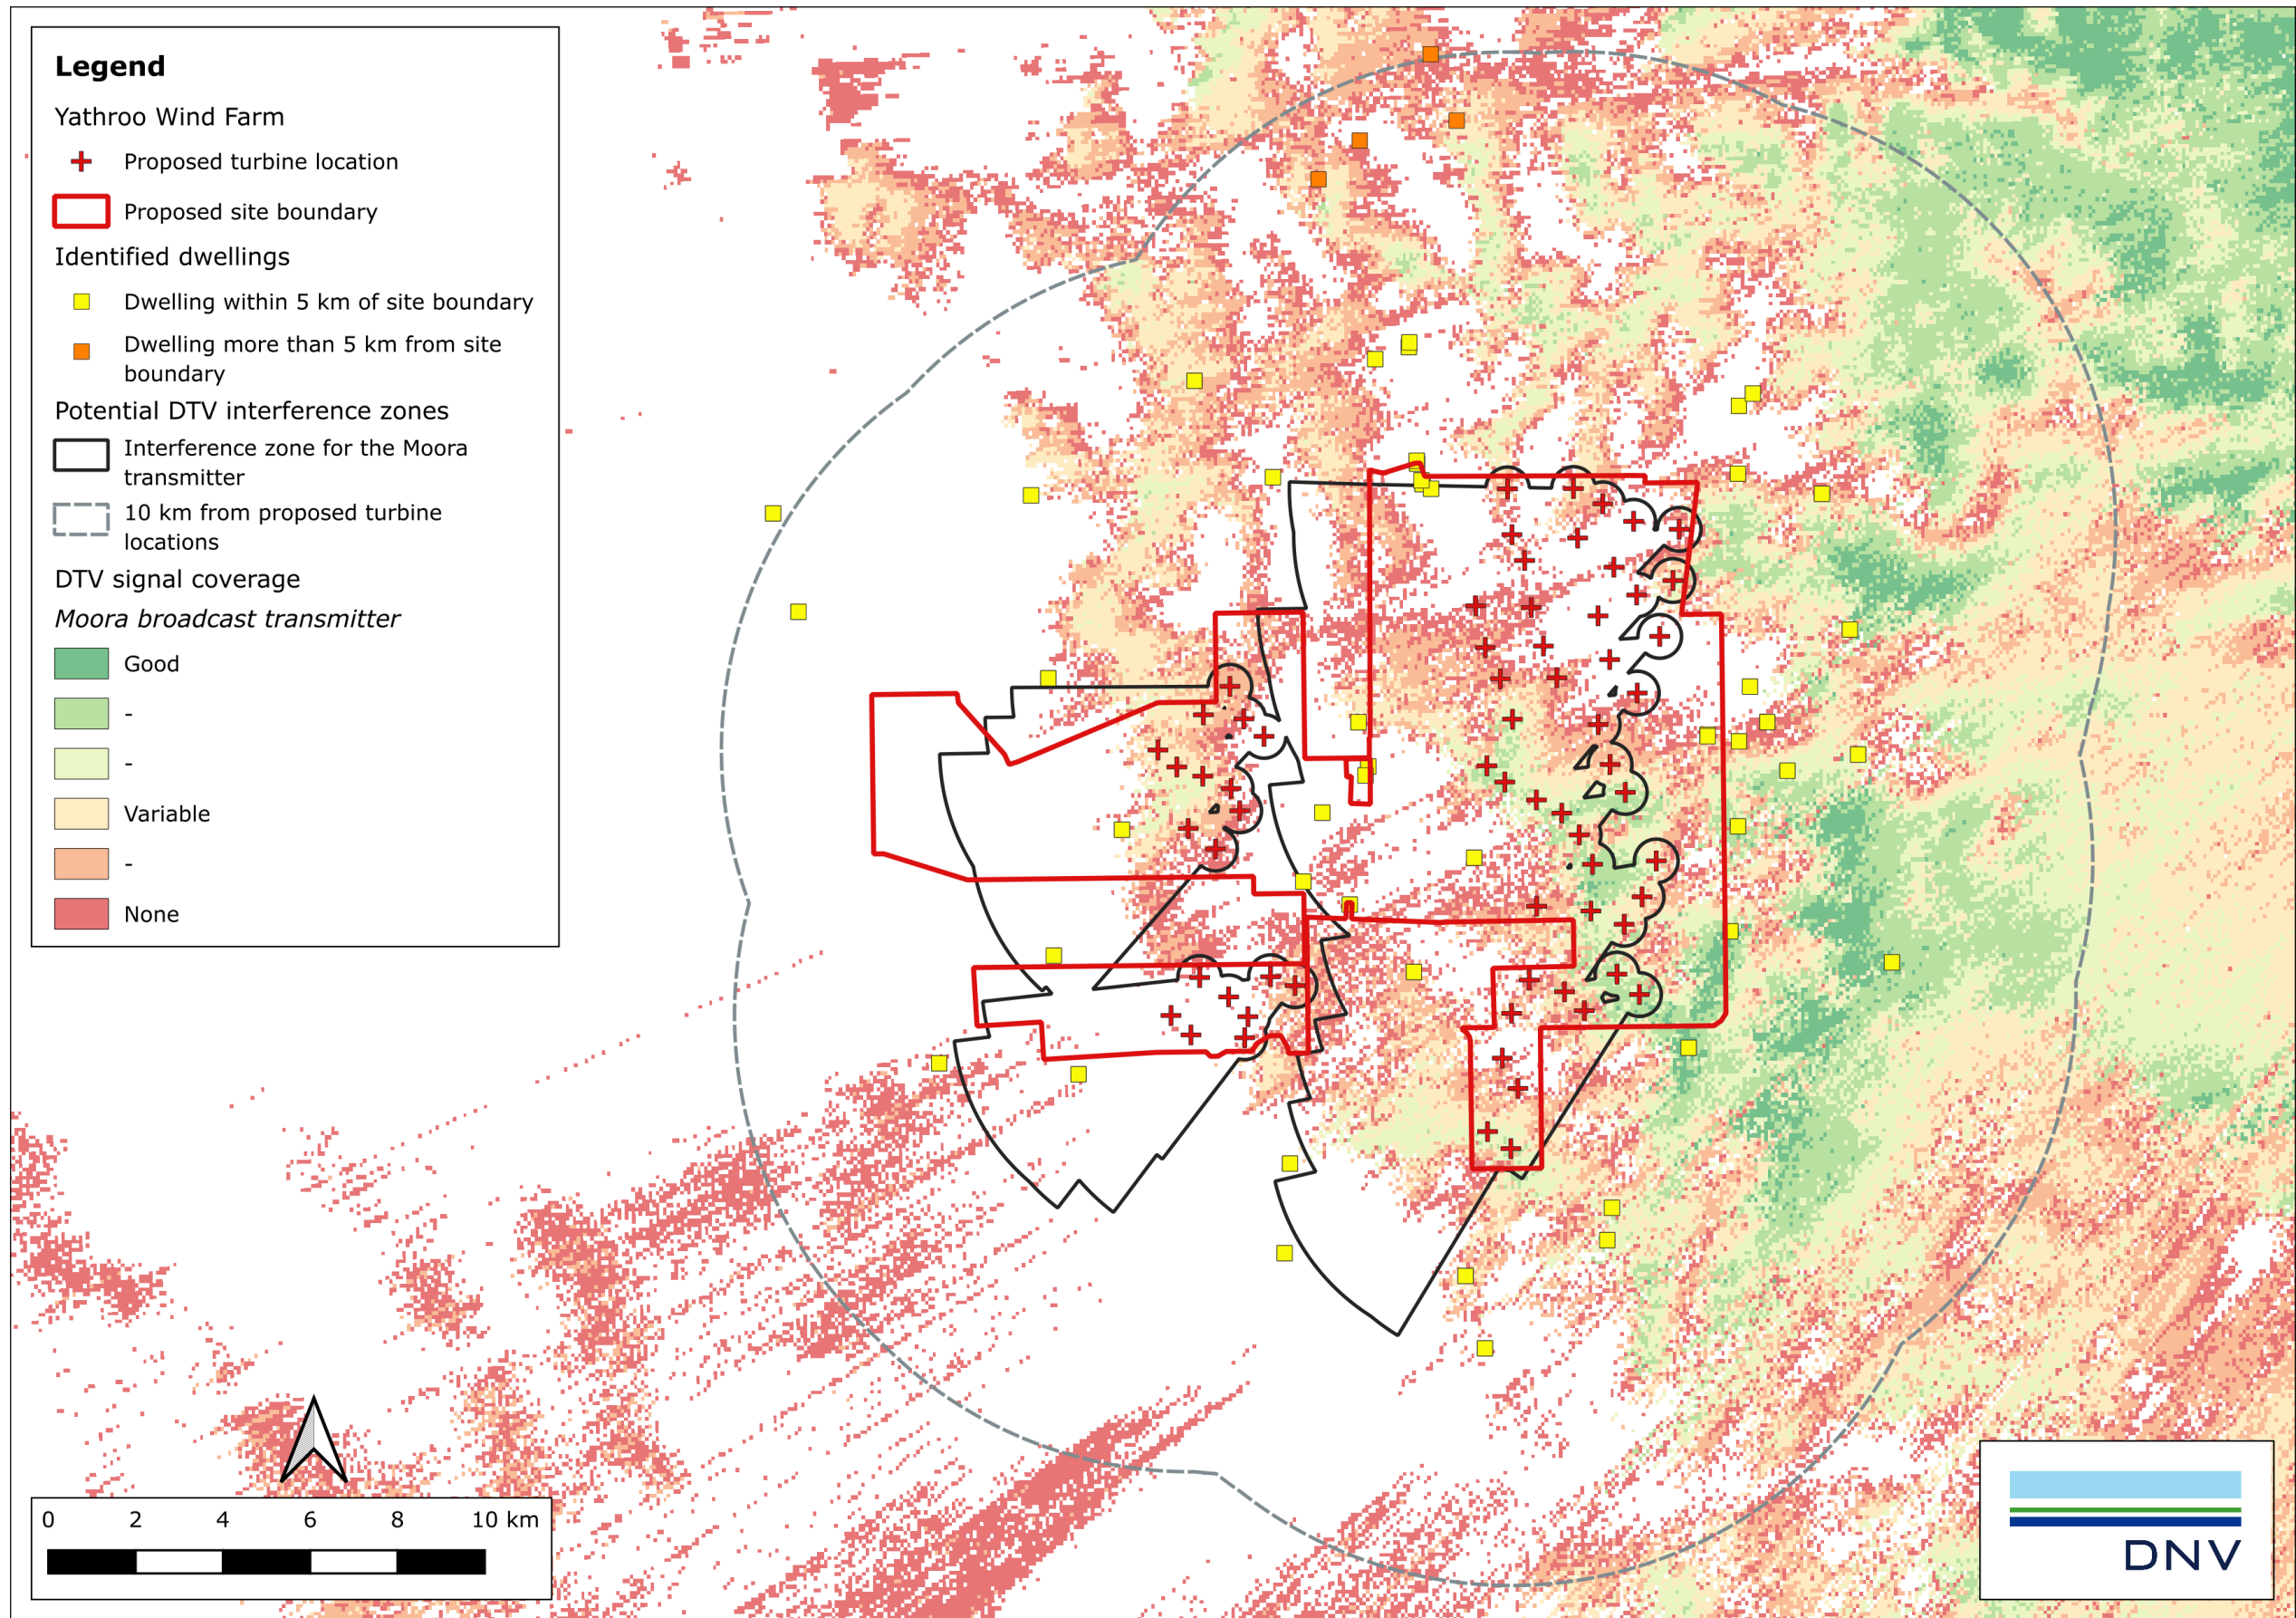 Legend
Yathroo Wind Farm
Proposed turbine location
Proposed site boundary
Identified dwellings
Dwelling within 5 km of site boundary
Dwelling more than 5 km from site
boundary
Potential DTV interference zones
Interference zone for the Moora
transmitter
10 km from proposed turbine
locations
DTV signal coverage
Moora broadcast transmitter
Good
-
-
Variable
-
None
0 2 4 6 8 10 km
DNV